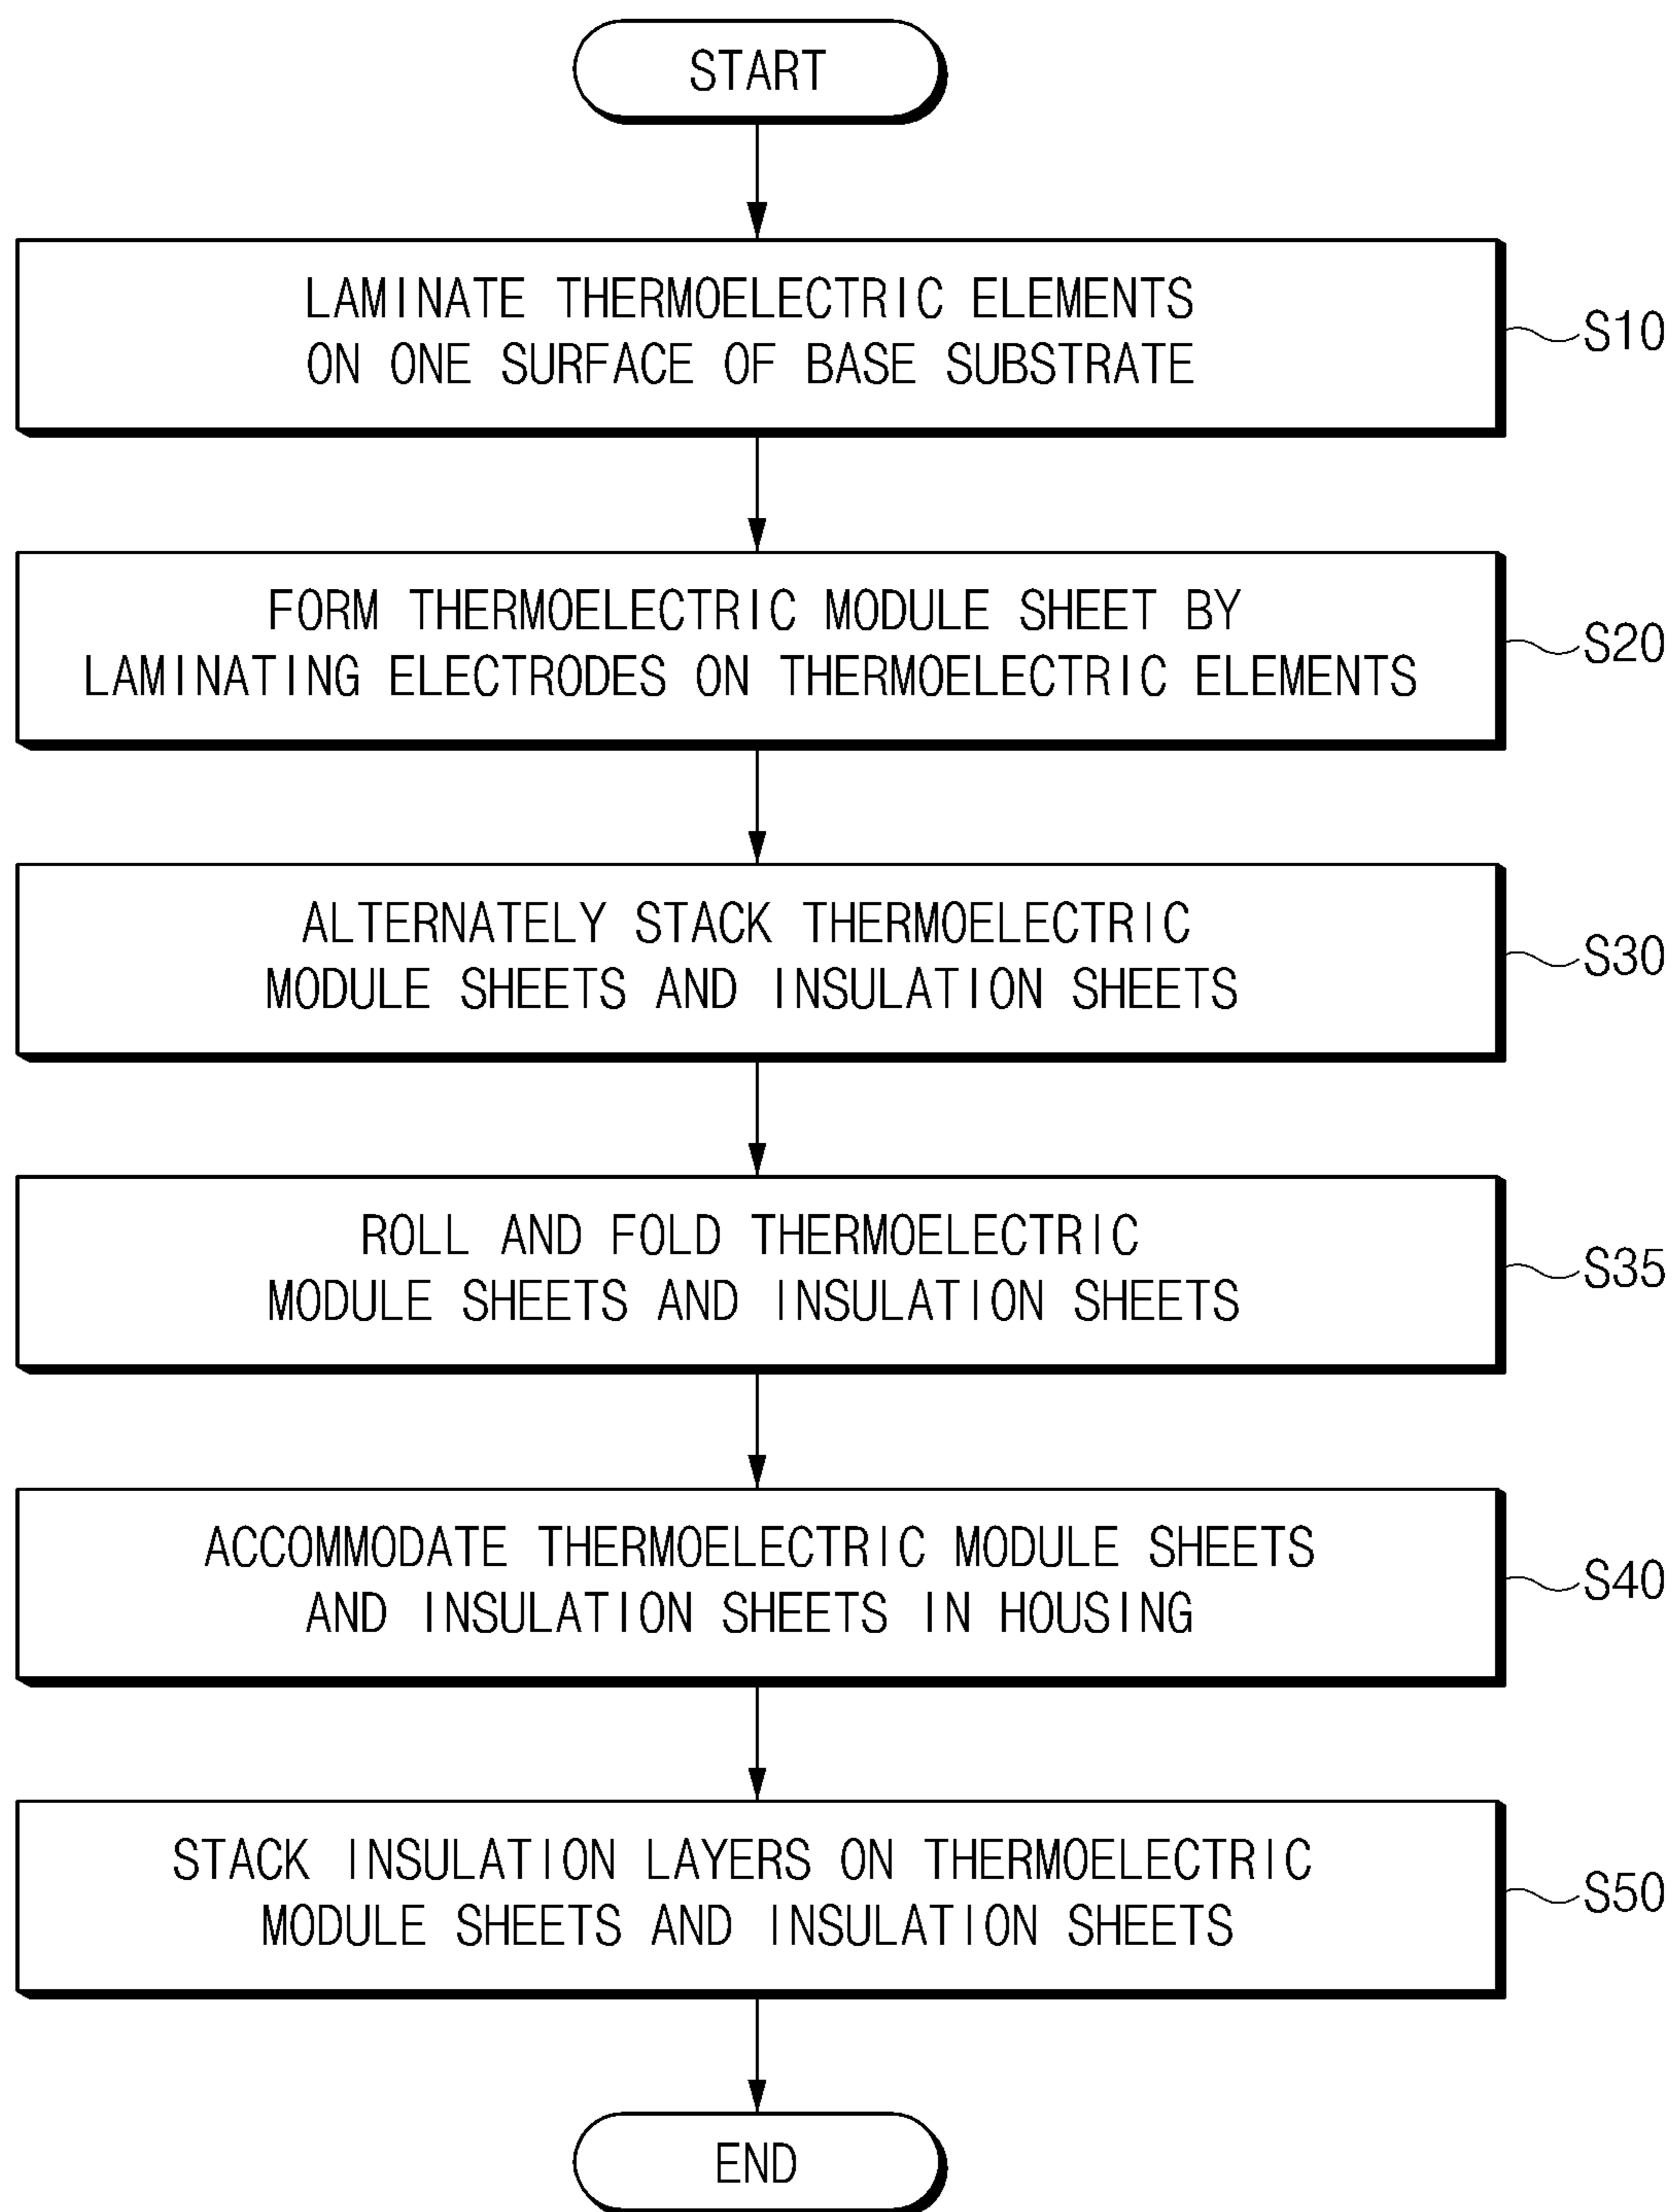 START
LAMINATE THERMOELECTRIC ELEMENTS
ON ONE SURFACE OF BASE SUBSTRATE
S10
FORM THERMOELECTRIC MODULE SHEET BY
LAMINATING ELECTRODES ON THERMOELECTRIC ELEMENTS
S20
ALTERNATELY STACK THERMOELECTRIC
MODULE SHEETS AND INSULATION SHEETS
S30
ROLL AND FOLD THERMOELECTRIC
MODULE SHEETS AND INSULATION SHEETS
S35
ACCOMMODATE THERMOELECTRIC MODULE SHEETS
AND INSULATION SHEETS IN HOUSING
S40
STACK INSULATION LAYERS ON THERMOELECTRIC
MODULE SHEETS AND INSULATION SHEETS
S50
END